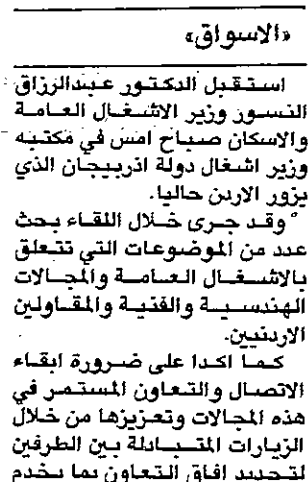 «الاسواق»
استقبل الدكتور عبدالرزاق
النسور وزير الاشغال العامة
والاسكان صباح امس في مكتبه
وزير اشغال دولة اذربيجان الذي
يزور الاردن حاليا.
وقد جرى خلال اللقاء بحث
عدد من الموضوعات التي تتعلق
بالاشغال العامة والمجالات
الهندسية والفنية والمقاولين
الاردنيين.
كما اكدا على ضرورة ابقاء
الاتصال والتعاون المستمر في
هذه المجالات وتعزيزها من خلال
الزيارات المتبادلة بين الطرفين
لتحديد افاق التعاون بما يخدم